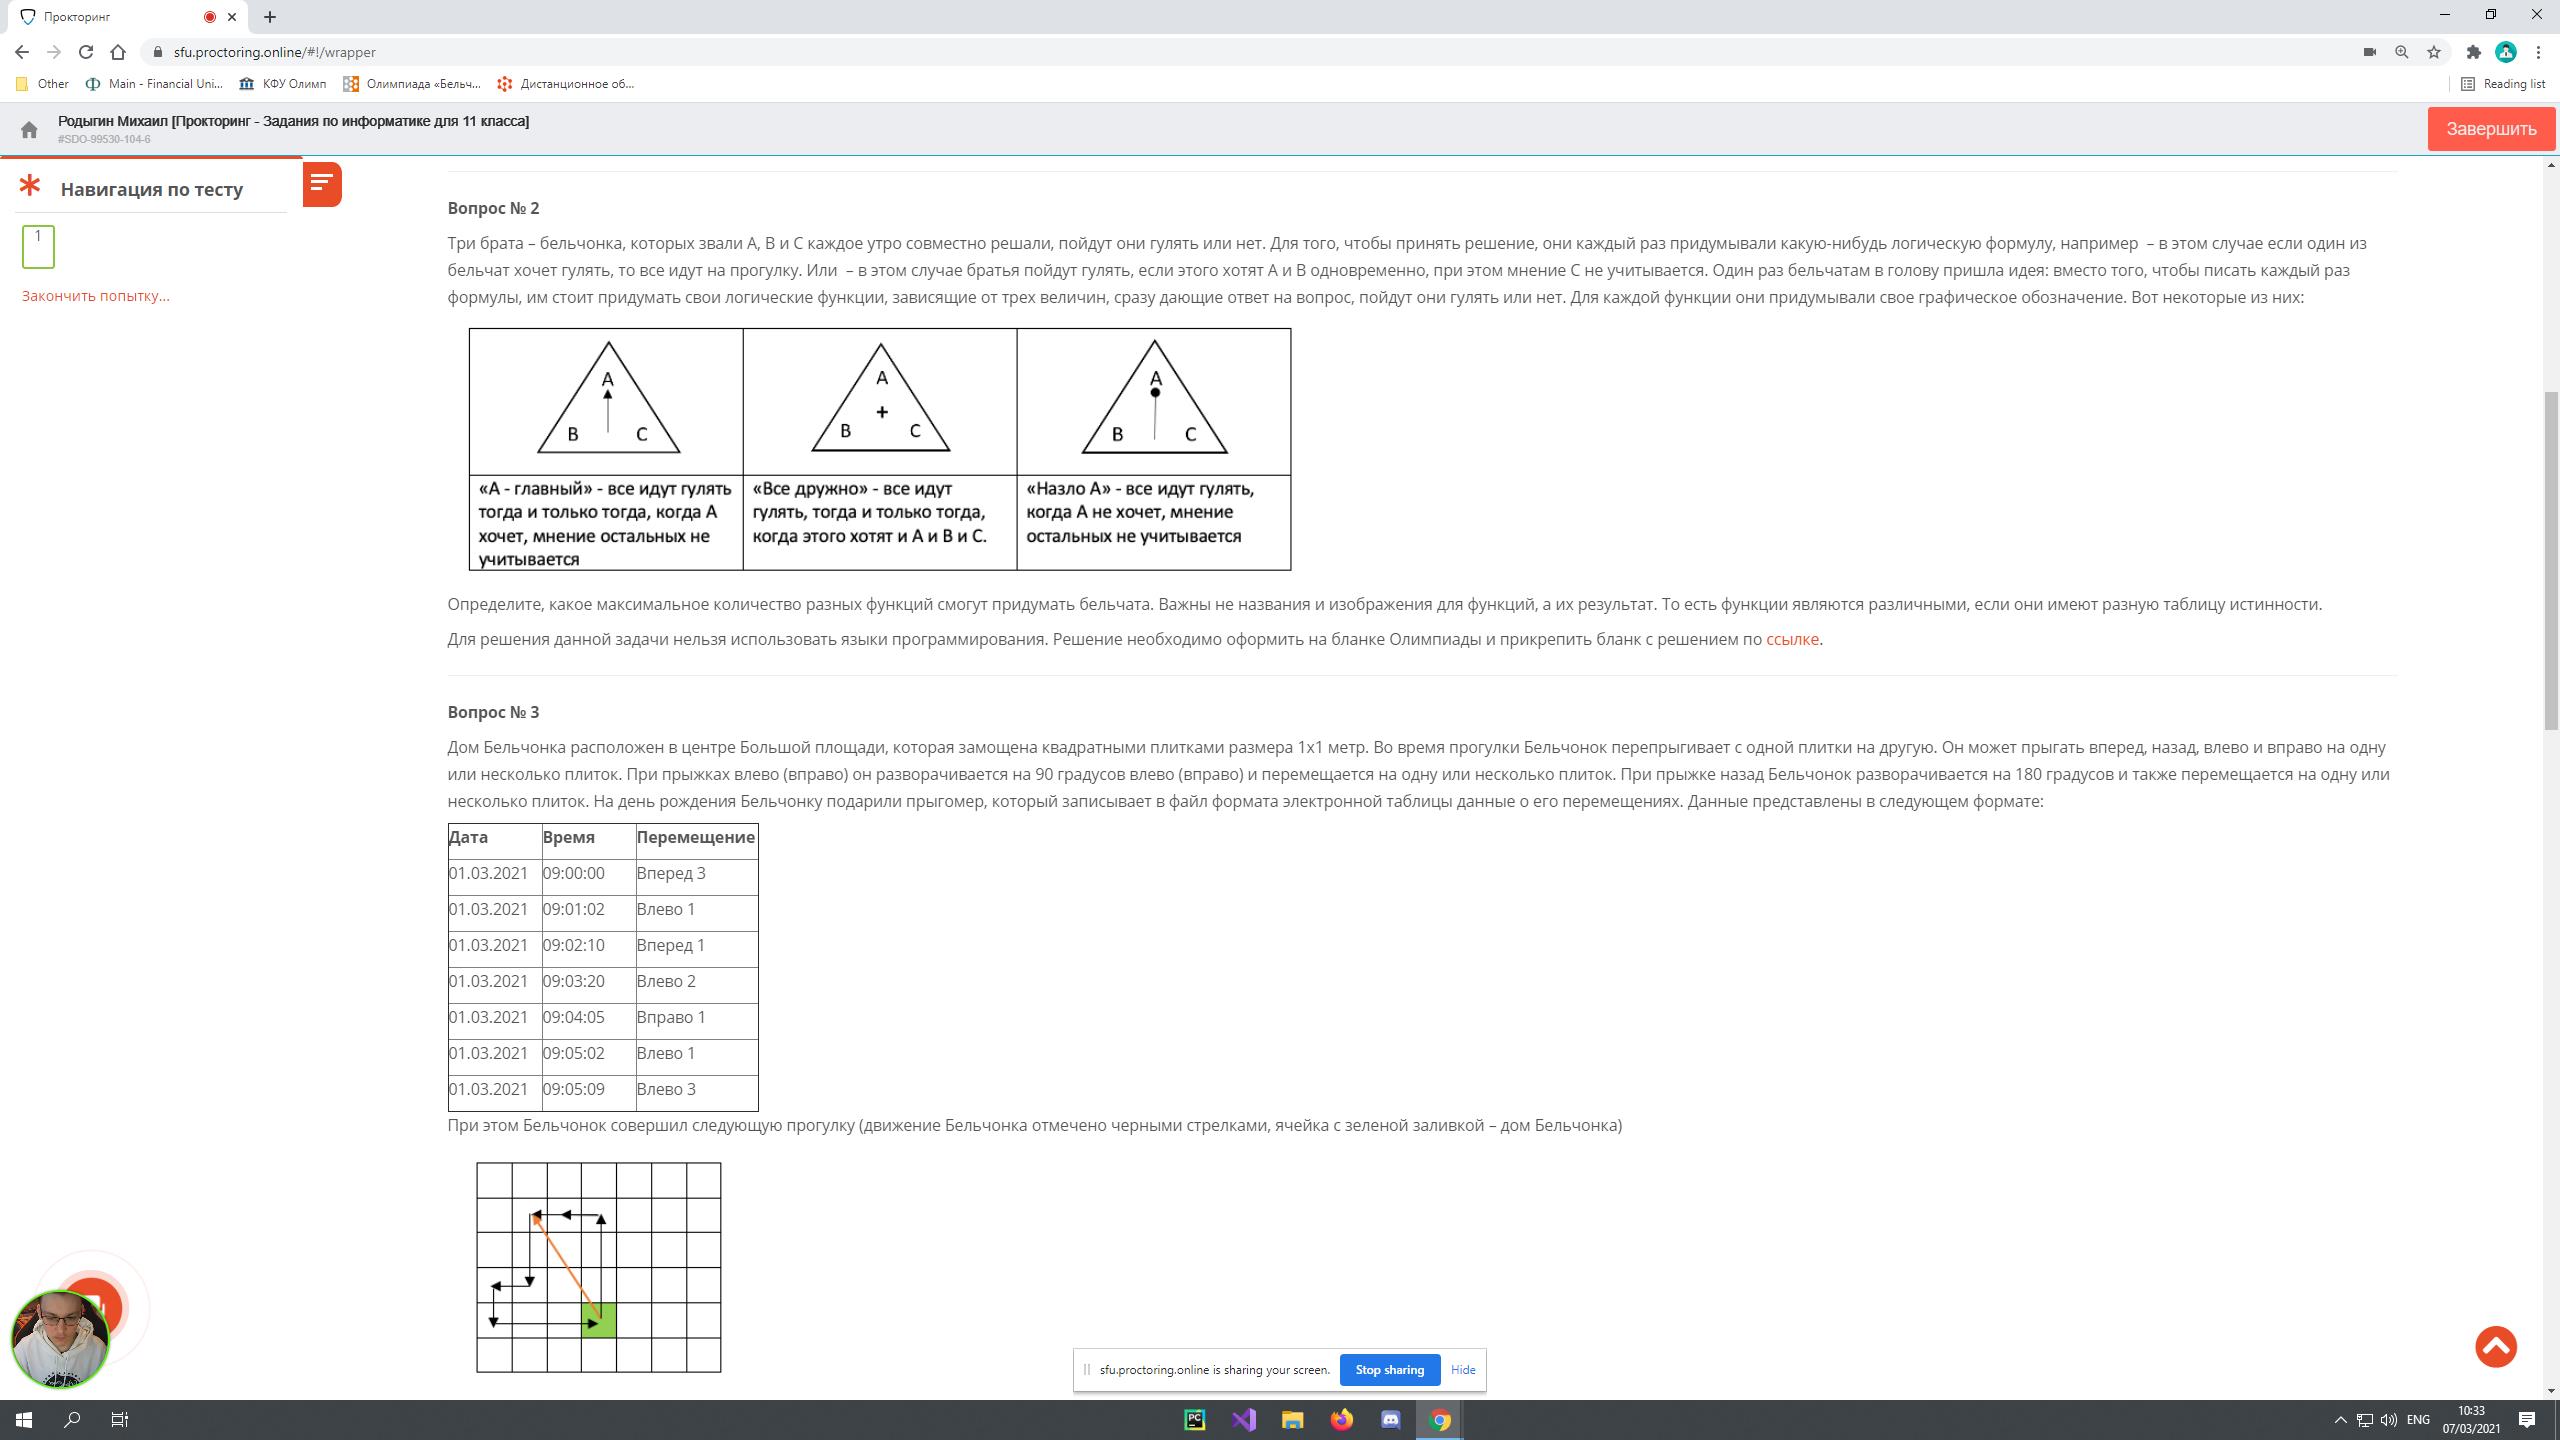 Прокторинг
sfu.proctoring.online/#!/wrapper
Other
Main - Financial Uni...
КФУ Олимп
Олимпиада «Бельч...
Дистанционное об...
Reading list
Родыгин Михаил [Прокторинг - Задания по информатике для 11 класса]
#SDO-99530-104-6
Завершить
Навигация по тесту
1
Закончить попытку...
Вопрос № 2
Три брата – бельчонка, которых звали А, В и С каждое утро совместно решали, пойдут они гулять или нет. Для того, чтобы принять решение, они каждый раз придумывали какую-нибудь логическую формулу, например – в этом случае если один из
бельчат хочет гулять, то все идут на прогулку. Или – в этом случае братья пойдут гулять, если этого хотят А и В одновременно, при этом мнение С не учитывается. Один раз бельчатам в голову пришла идея: вместо того, чтобы писать каждый раз
формулы, им стоит придумать свои логические функции, зависящие от трех величин, сразу дающие ответ на вопрос, пойдут они гулять или нет. Для каждой функции они придумывали свое графическое обозначение. Вот некоторые из них:
A
B C
A
+
B C
A
B C
«А - главный» - все идут гулять
тогда и только тогда, когда А
хочет, мнение остальных не
учитывается
«Все дружно» - все идут
гулять, тогда и только тогда,
когда этого хотят и А и В и С.
«Назло А» - все идут гулять,
когда А не хочет, мнение
остальных не учитывается
Определите, какое максимальное количество разных функций смогут придумать бельчата. Важны не названия и изображения для функций, а их результат. То есть функции являются различными, если они имеют разную таблицу истинности.
Для решения данной задачи нельзя использовать языки программирования. Решение необходимо оформить на бланке Олимпиады и прикрепить бланк с решением по ссылке.
Вопрос № 3
Дом Бельчонка расположен в центре Большой площади, которая замощена квадратными плитками размера 1х1 метр. Во время прогулки Бельчонок перепрыгивает с одной плитки на другую. Он может прыгать вперед, назад, влево и вправо на одну
или несколько плиток. При прыжках влево (вправо) он разворачивается на 90 градусов влево (вправо) и перемещается на одну или несколько плиток. При прыжке назад Бельчонок разворачивается на 180 градусов и также перемещается на одну или
несколько плиток. На день рождения Бельчонку подарили прыгомер, который записывает в файл формата электронной таблицы данные о его перемещениях. Данные представлены в следующем формате:
Дата Время Перемещение
01.03.2021 09:00:00 Вперед 3
01.03.2021 09:01:02 Влево 1
01.03.2021 09:02:10 Вперед 1
01.03.2021 09:03:20 Влево 2
01.03.2021 09:04:05 Вправо 1
01.03.2021 09:05:02 Влево 1
01.03.2021 09:05:09 Влево 3
При этом Бельчонок совершил следующую прогулку (движение Бельчонка отмечено черными стрелками, ячейка с зеленой заливкой – дом Бельчонка)
sfu.proctoring.online is sharing your screen.
Stop sharing
Hide
PC
ENG
10:33
07/03/2021